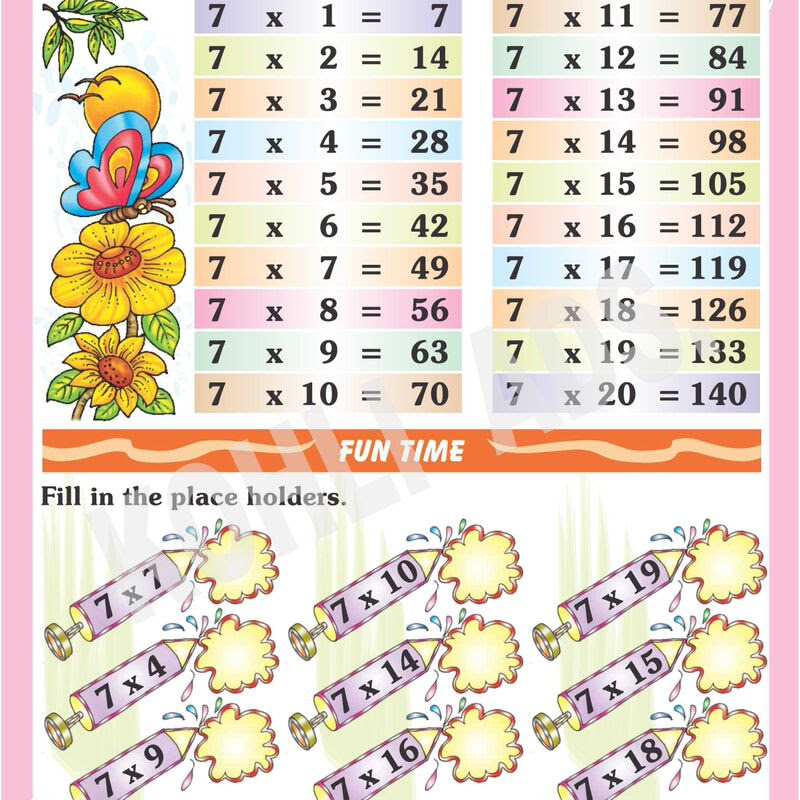 7 x 1 = 7
7 x 2 = 14
7 x 3 = 21
7 x 4 = 28
7 x 5 = 35
7 x 6 = 42
7 x 7 = 49
7 x 8 = 56
7 x 9 = 63
7 x 10 = 70
7 x 11 = 77
7 x 12 = 84
7 x 13 = 91
7 x 14 = 98
7 x 15 = 105
7 x 16 = 112
7 x 17 = 119
7 x 18 = 126
7 x 19 = 133
7 x 20 = 140
FUN TIME
Fill in the place holders.
7 x 7
7 x 10
7 x 19
7 x 4
7 x 14
7 x 15
7 x 9
7 x 16
7 x 18
KOHLI ADS